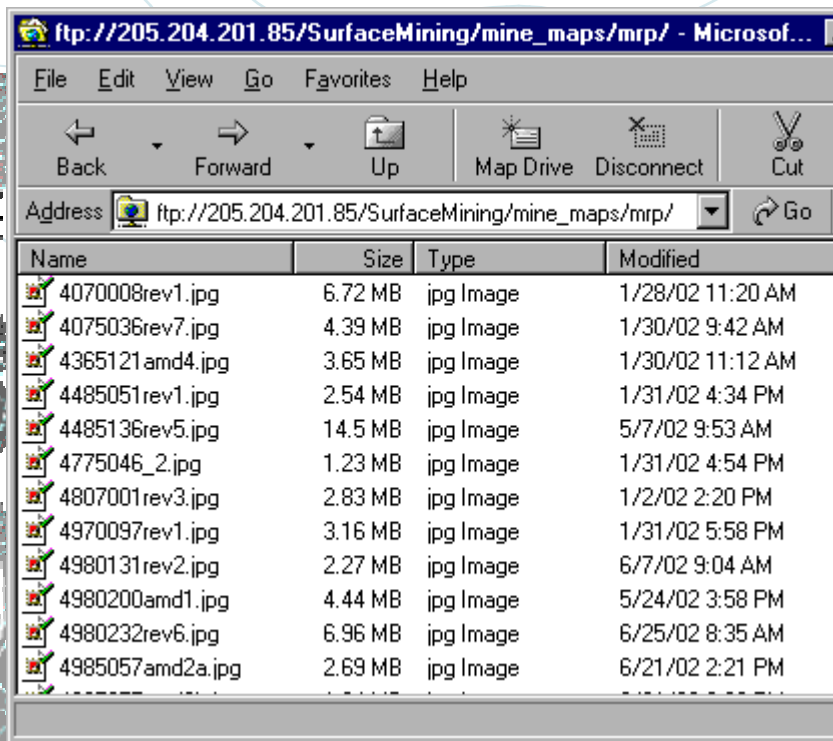 ftp://205.204.201.85/SurfaceMining/mine_maps/mrp/ - Microsof...
File Edit View Go Favorites Help
Back Forward Up Map Drive Disconnect Cut
Address ftp://205.204.201.85/SurfaceMining/mine_maps/mrp/ Go
Name Size Type Modified
4070008rev1.jpg 6.72 MB jpg Image 1/28/02 11:20 AM
4075036rev7.jpg 4.39 MB jpg Image 1/30/02 9:42 AM
4365121amd4.jpg 3.65 MB jpg Image 1/30/02 11:12 AM
4485051rev1.jpg 2.54 MB jpg Image 1/31/02 4:34 PM
4485136rev5.jpg 14.5 MB jpg Image 5/7/02 9:53 AM
4775046_2.jpg 1.23 MB jpg Image 1/31/02 4:54 PM
4807001rev3.jpg 2.83 MB jpg Image 1/2/02 2:20 PM
4970097rev1.jpg 3.16 MB jpg Image 1/31/02 5:58 PM
4980131rev2.jpg 2.27 MB jpg Image 6/7/02 9:04 AM
4980200amd1.jpg 4.44 MB jpg Image 5/24/02 3:58 PM
4980232rev6.jpg 6.96 MB jpg Image 6/25/02 8:35 AM
4985057amd2a.jpg 2.69 MB jpg Image 6/21/02 2:21 PM